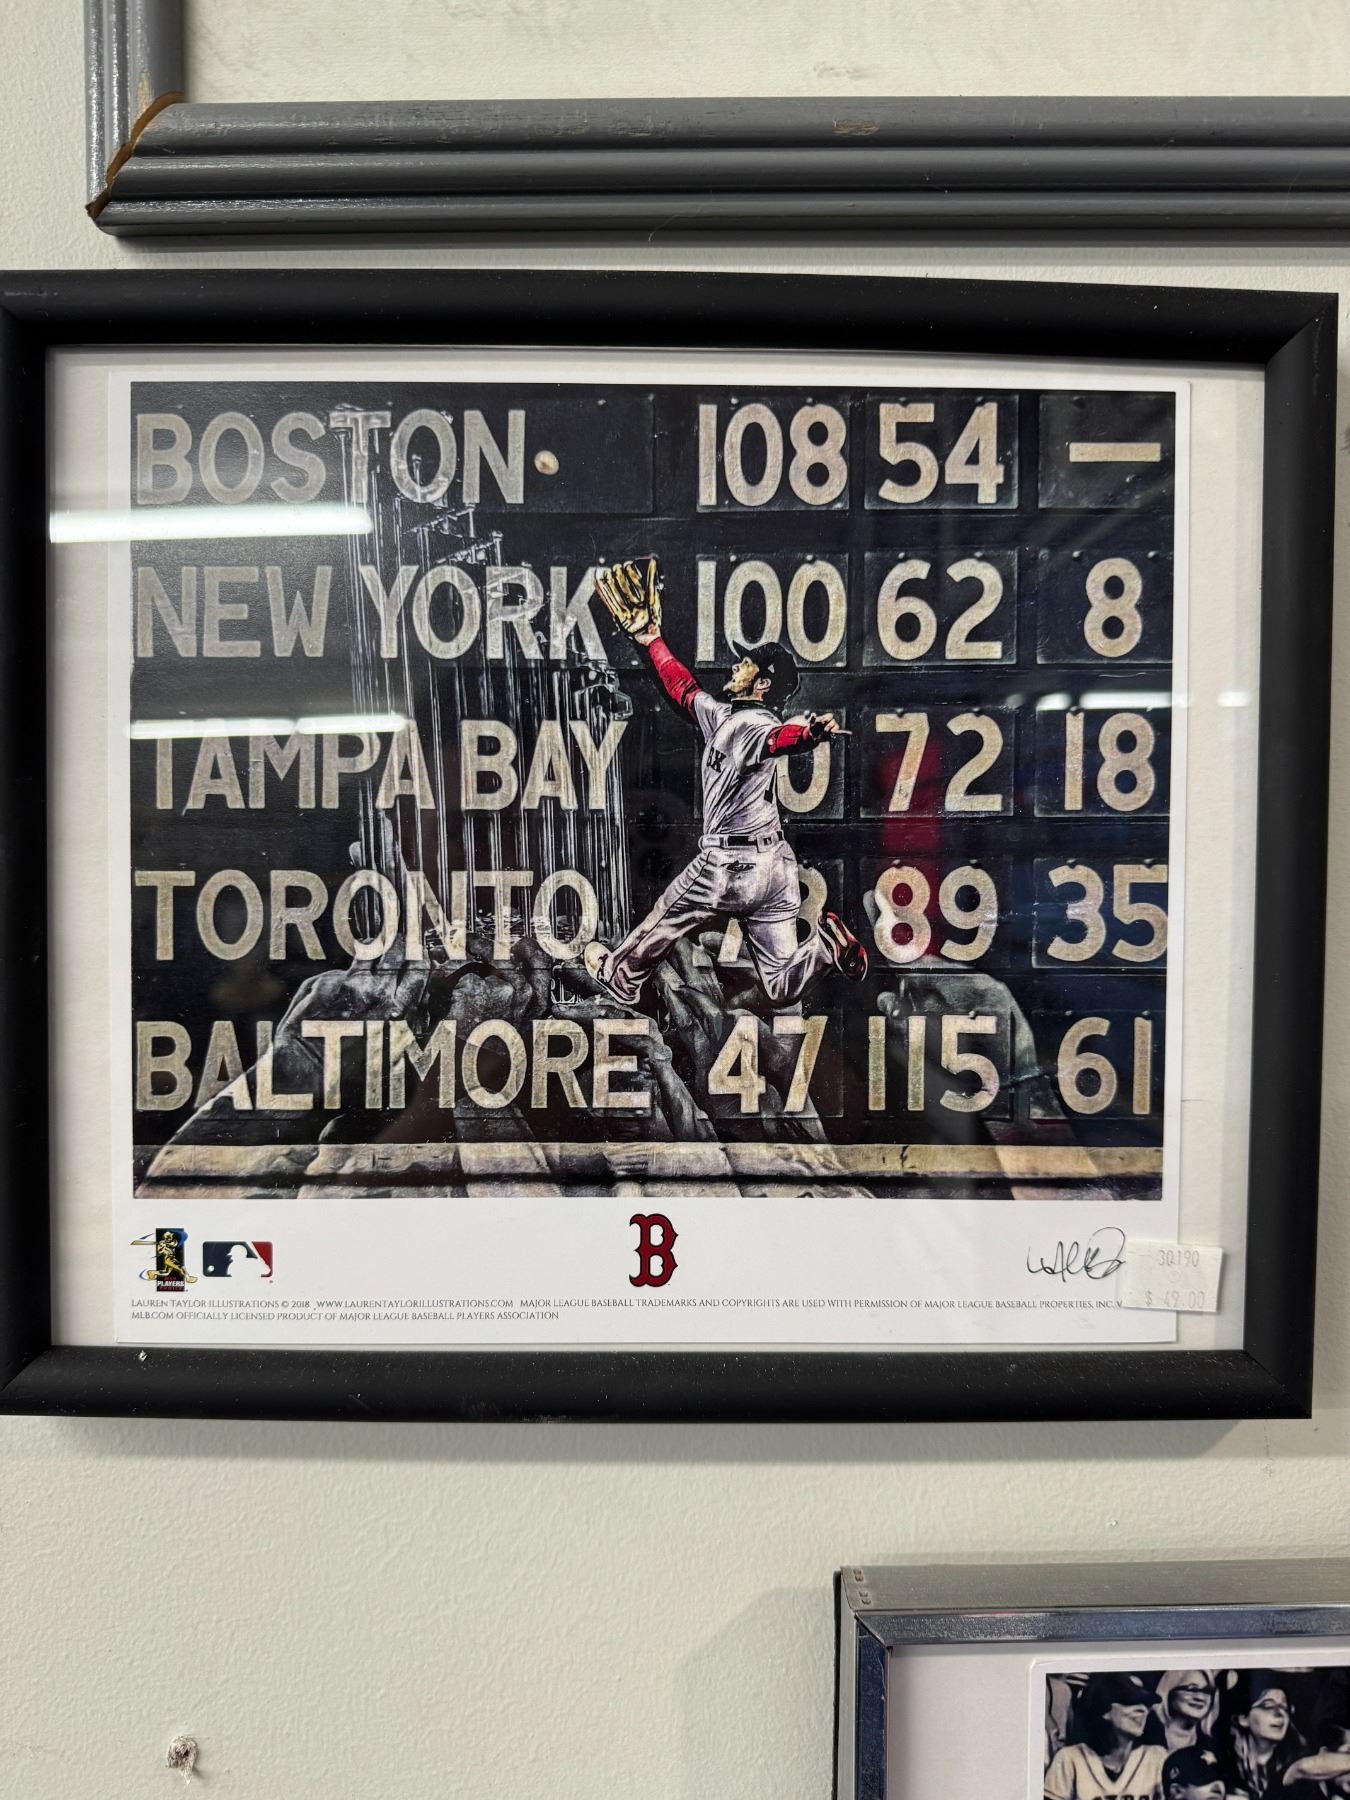 BOSTON 108 54 —
NEW YORK 100 62 8
TAMPA BAY 0 72 18
TORONTO 89 35
BALTIMORE 47 115 61
B
PLAYERS
30190
$ 49.00
LAUREN TAYLOR ILLUSTRATIONS © 2018 WWW.LAURENTAYLORILLUSTRATIONS.COM MAJOR LEAGUE BASEBALL TRADEMARKS AND COPYRIGHTS ARE USED WITH PERMISSION OF MAJOR LEAGUE BASEBALL PROPERTIES, INC. V
MLB.COM OFFICIALLY LICENSED PRODUCT OF MAJOR LEAGUE BASEBALL PLAYERS ASSOCIATION